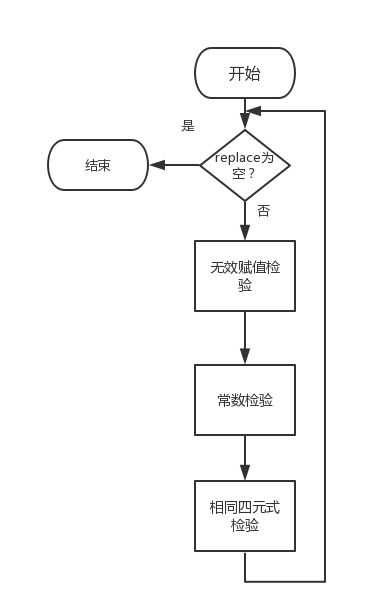 开始
是
replace为
空？
结束
否
无效赋值检
验
常数检验
相同四元式
检验